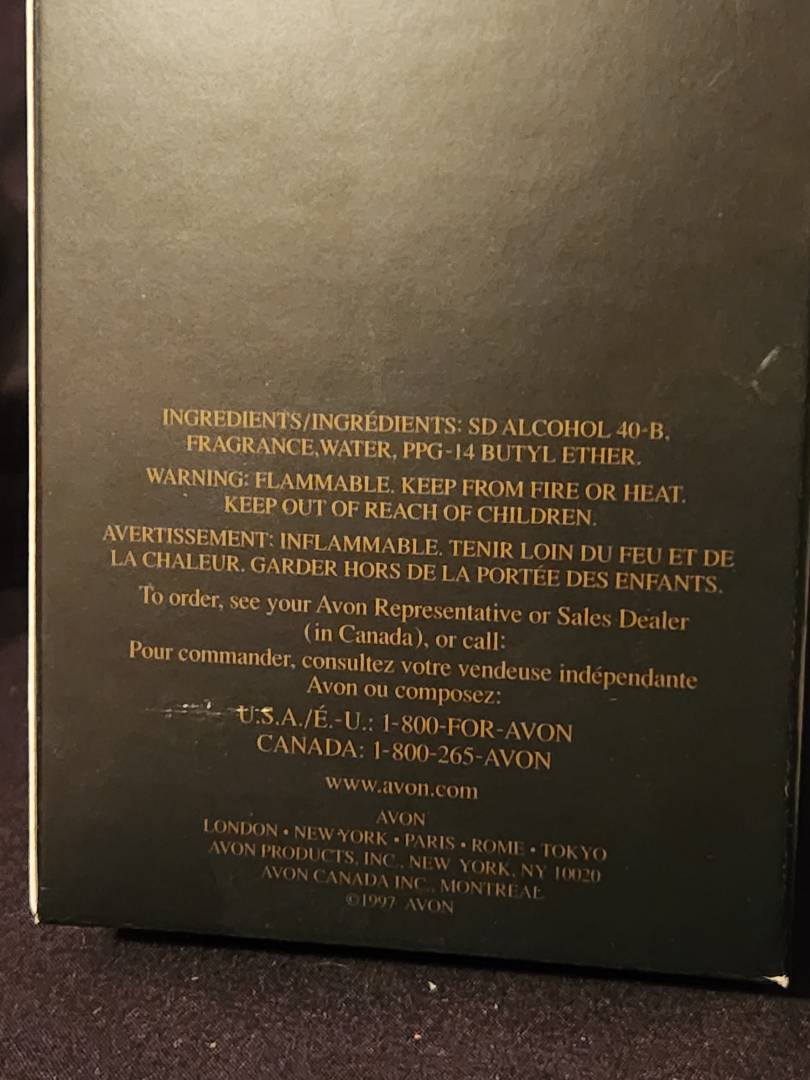 INGREDIENTS/INGRÉDIENTS: SD ALCOHOL 40-B,
FRAGRANCE,WATER, PPG-14 BUTYL ETHER.
WARNING: FLAMMABLE. KEEP FROM FIRE OR HEAT.
KEEP OUT OF REACH OF CHILDREN.
AVERTISSEMENT: INFLAMMABLE. TENIR LOIN DU FEU ET DE
LA CHALEUR. GARDER HORS DE LA PORTÉE DES ENFANTS.
To order, see your Avon Representative or Sales Dealer
(in Canada), or call:
Pour commander, consultez votre vendeuse indépendante
Avon ou composez:
U.S.A./É.-U.: 1-800-FOR-AVON
CANADA: 1-800-265-AVON
www.avon.com
AVON
LONDON • NEW YORK • PARIS • ROME • TOKYO
AVON PRODUCTS, INC., NEW YORK, NY 10020
AVON CANADA INC., MONTRÉAL
©1997 AVON